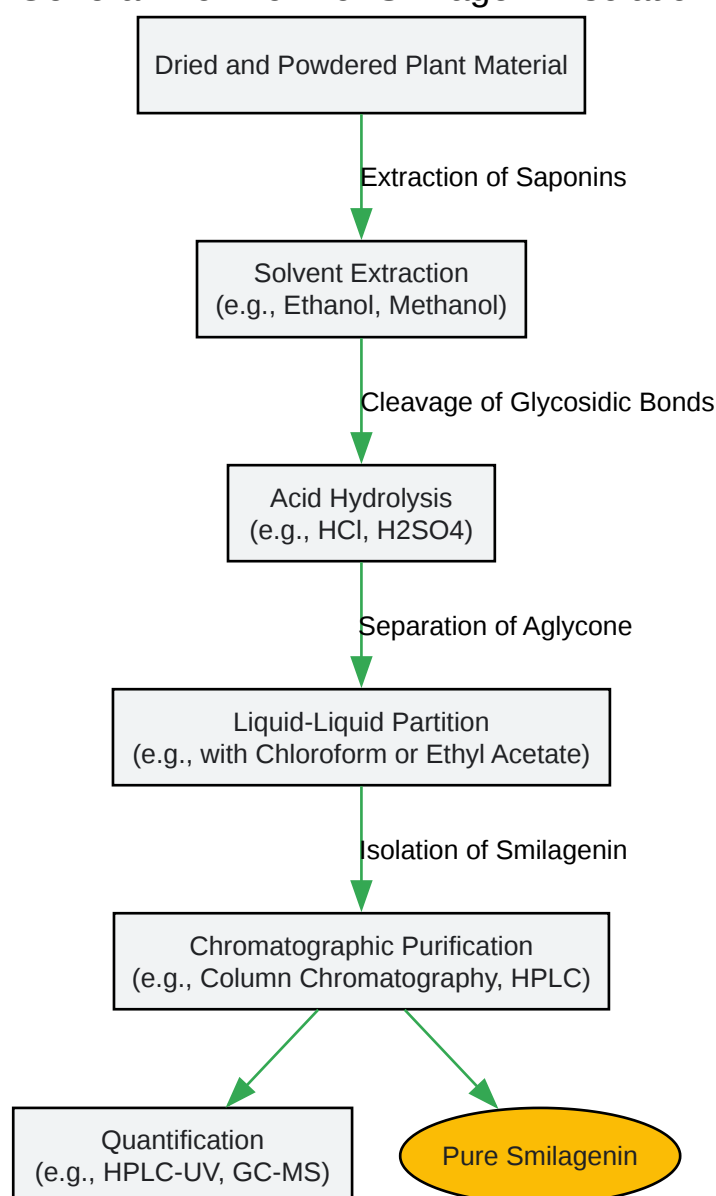 Dried and Powdered Plant Material
Extraction of Saponins
Solvent Extraction
(e.g., Ethanol, Methanol)
Cleavage of Glycosidic Bonds
Acid Hydrolysis
(e.g., HCl, H2SO4)
Separation of Aglycone
Liquid-Liquid Partition
(e.g., with Chloroform or Ethyl Acetate)
Isolation of Smilagenin
Chromatographic Purification
(e.g., Column Chromatography, HPLC)
Quantification
(e.g., HPLC-UV, GC-MS)
Pure Smilagenin